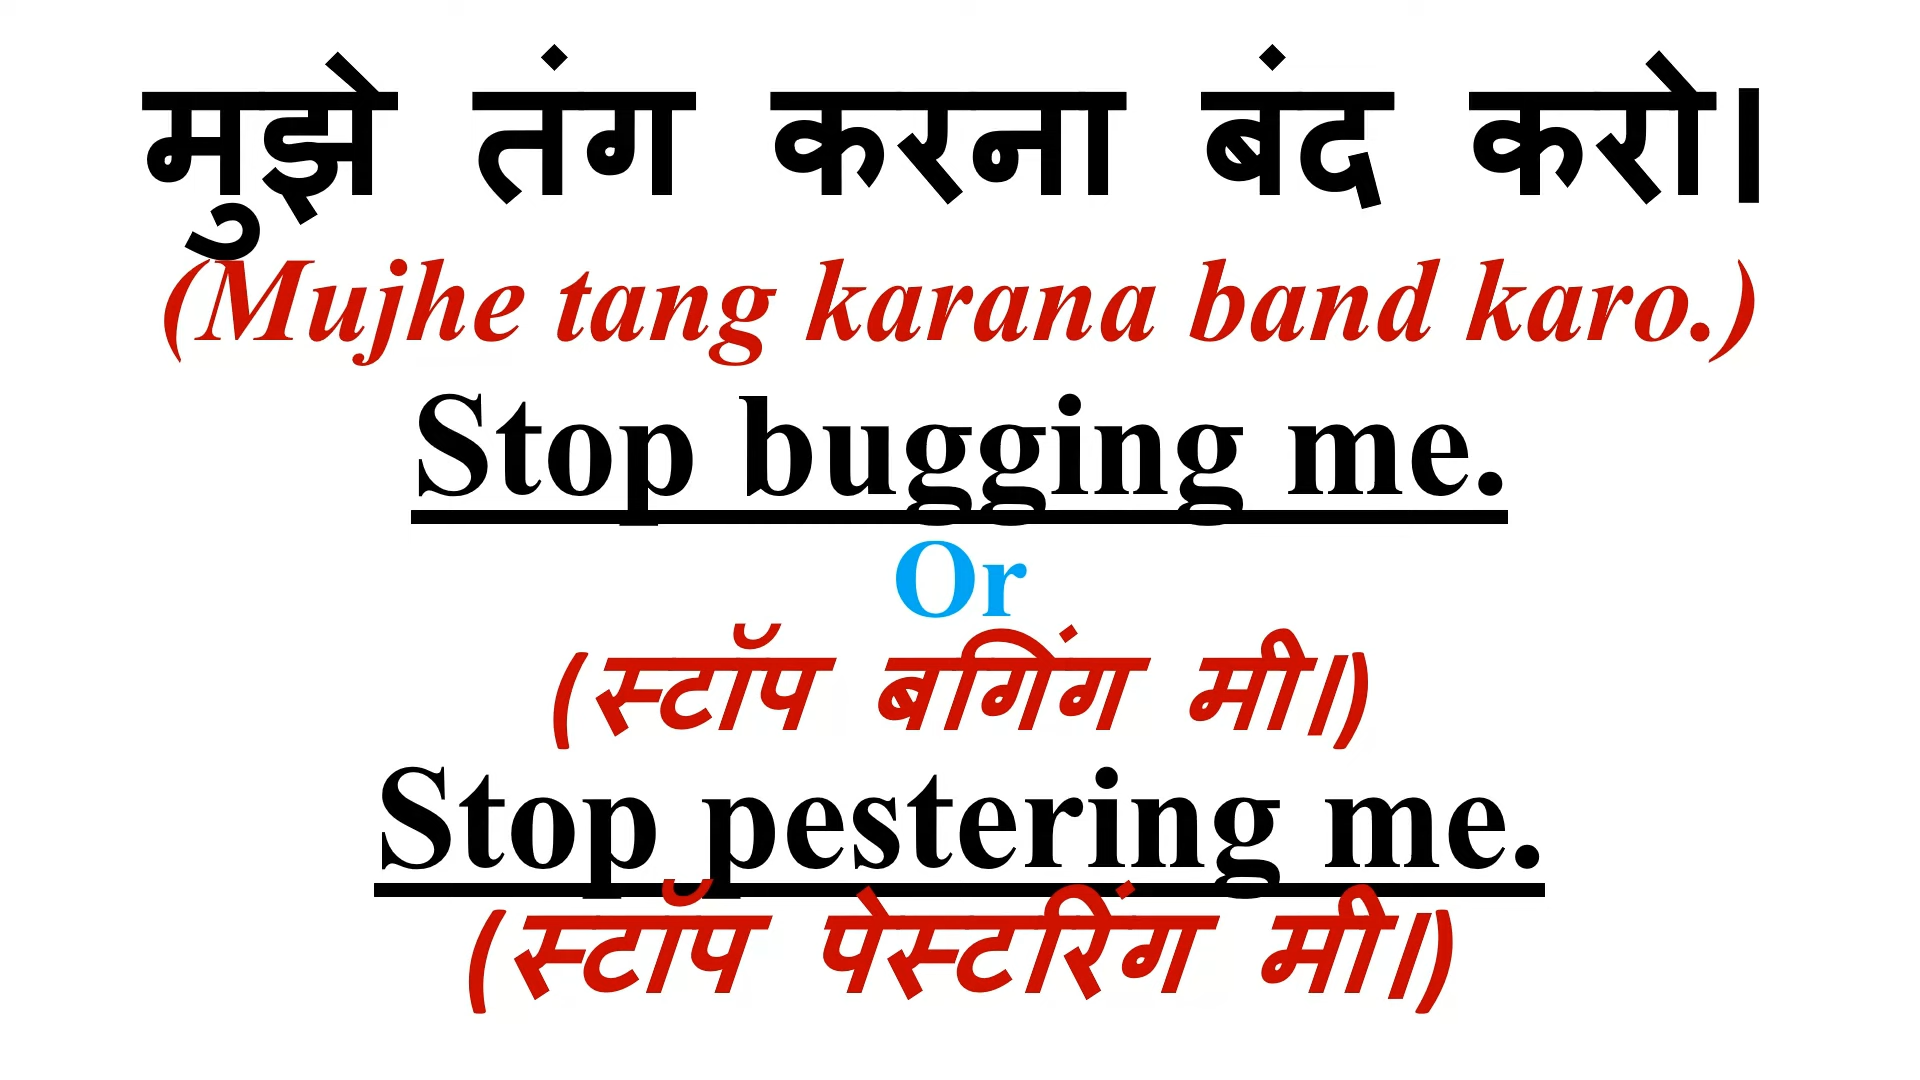 मुझे तंग करना बंद करो।
(Mujhe tang karana band karo.)
Stop bugging me.
Or
(स्टॉप बगिंग मी।)
Stop pestering me.
(स्टॉप पेस्टरिंग मी।)